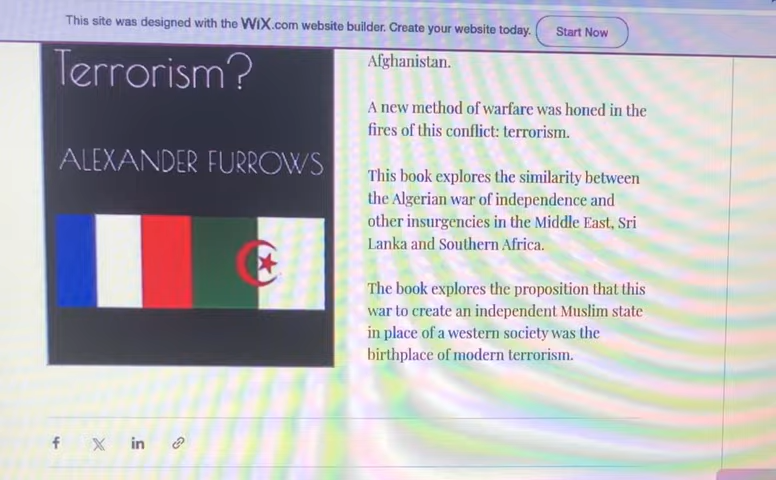 This site was designed with the WiX.com website builder. Create your website today. Start Now
Terrorism?
ALEXANDER FURROWS
Afghanistan.
A new method of warfare was honed in the
fires of this conflict: terrorism.
This book explores the similarity between
the Algerian war of independence and
other insurgencies in the Middle East, Sri
Lanka and Southern Africa.
The book explores the proposition that this
war to create an independent Muslim state
in place of a western society was the
birthplace of modern terrorism.